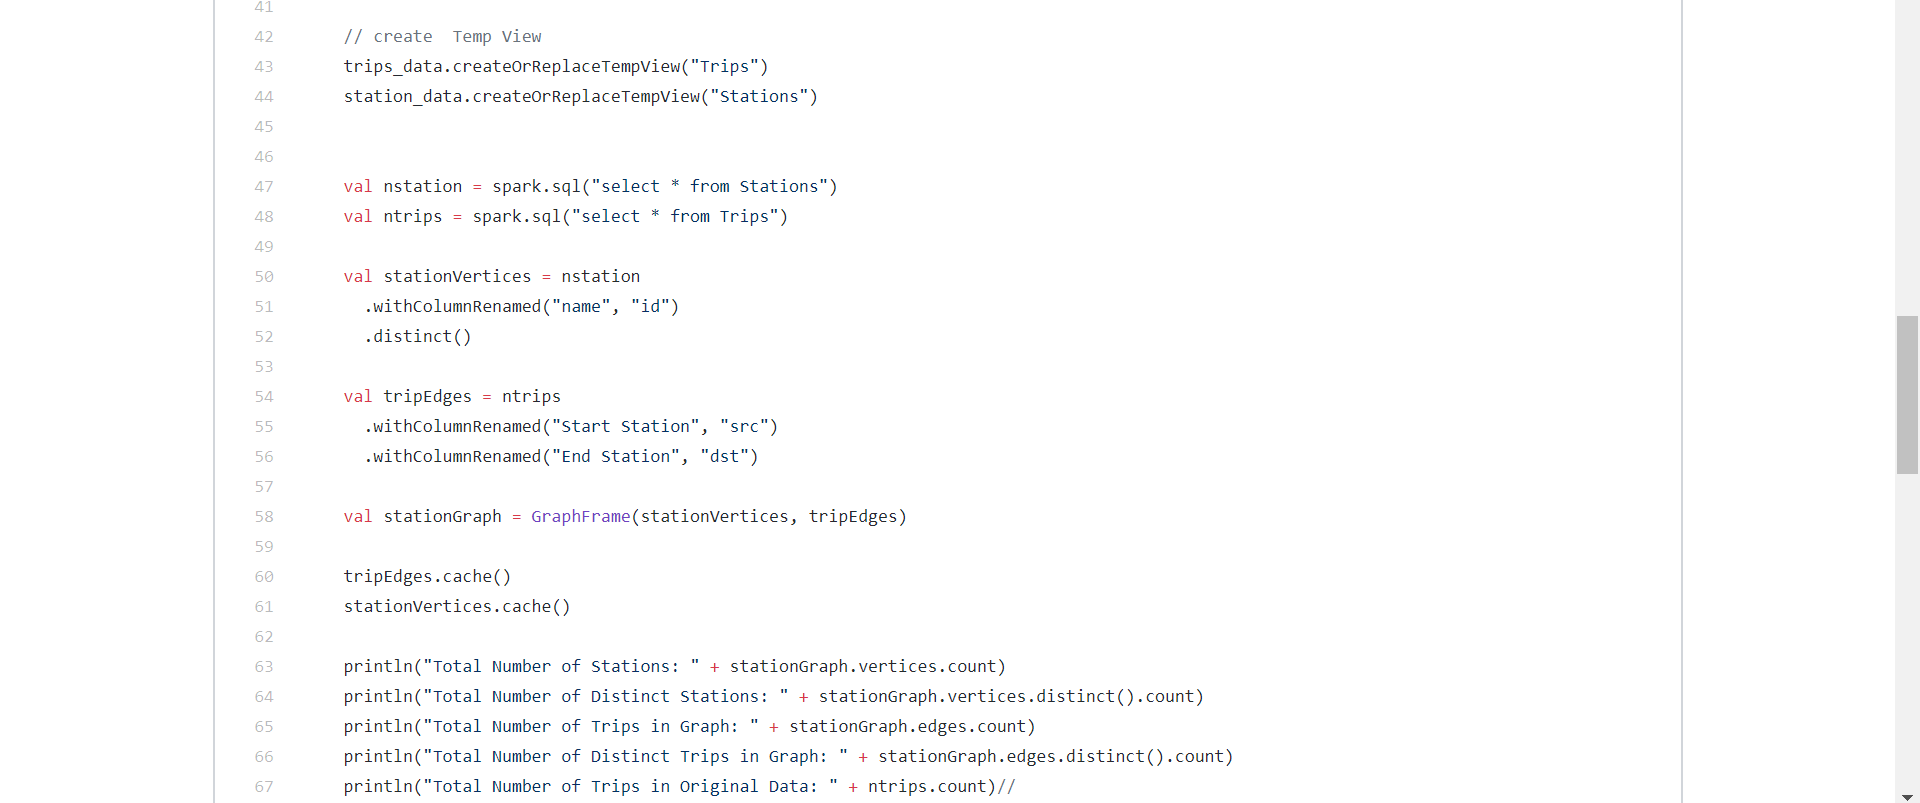 41
42 // create  Temp View
43 trips_data.createOrReplaceTempView("Trips")
44 station_data.createOrReplaceTempView("Stations")
45
46
47 val nstation = spark.sql("select * from Stations")
48 val ntrips = spark.sql("select * from Trips")
49
50 val stationVertices = nstation
51 .withColumnRenamed("name", "id")
52 .distinct()
53
54 val tripEdges = ntrips
55 .withColumnRenamed("Start Station", "src")
56 .withColumnRenamed("End Station", "dst")
57
58 val stationGraph = GraphFrame(stationVertices, tripEdges)
59
60 tripEdges.cache()
61 stationVertices.cache()
62
63 println("Total Number of Stations: " + stationGraph.vertices.count)
64 println("Total Number of Distinct Stations: " + stationGraph.vertices.distinct().count)
65 println("Total Number of Trips in Graph: " + stationGraph.edges.count)
66 println("Total Number of Distinct Trips in Graph: " + stationGraph.edges.distinct().count)
67 println("Total Number of Trips in Original Data: " + ntrips.count)//